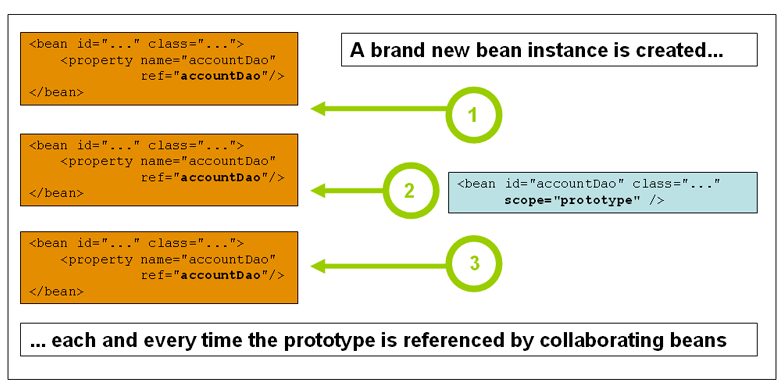 <bean id="..." class="...">
<property name="accountDao"
ref="accountDao"/>
</bean>
A brand new bean instance is created...
1
<bean id="..." class="...">
<property name="accountDao"
ref="accountDao"/>
</bean>
2
<bean id="accountDao" class="..."
scope="prototype" />
<bean id="..." class="...">
<property name="accountDao"
ref="accountDao"/>
</bean>
3
... each and every time the prototype is referenced by collaborating beans